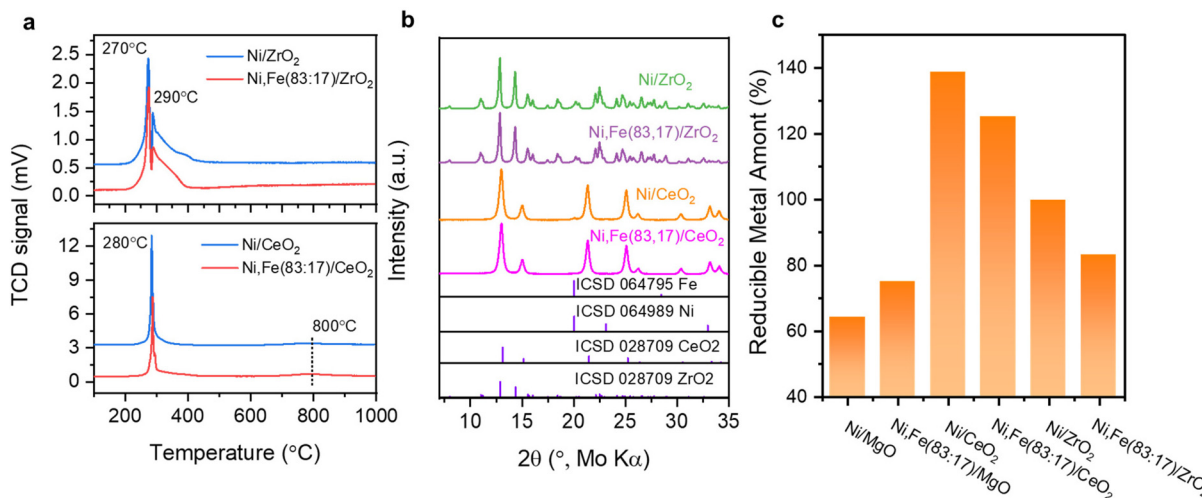 a
270°C
Ni/ZrO2
Ni,Fe(83:17)/ZrO2
290°C
2.5
2.0
1.5
1.0
0.5
0.0
280°C
Ni/CeO2
Ni,Fe(83:17)/CeO2
800°C
12
9
6
3
0
200 400 600 800 1000
TCD signal (mV)
Temperature (°C)
b
Ni/ZrO2
Ni,Fe(83,17)/ZrO2
Ni/CeO2
Ni,Fe(83,17)/CeO2
ICSD 064795 Fe
ICSD 064989 Ni
ICSD 028709 CeO2
ICSD 028709 ZrO2
10 15 20 25 30 35
Intensity (a.u.)
2θ (°, Mo Kα)
c
140
120
100
80
60
40
Reducible Metal Amont (%)
Ni/MgO
Ni,Fe(83:17)/MgO
Ni/CeO2
Ni,Fe(83:17)/CeO2
Ni/ZrO2
Ni,Fe(83:17)/ZrO